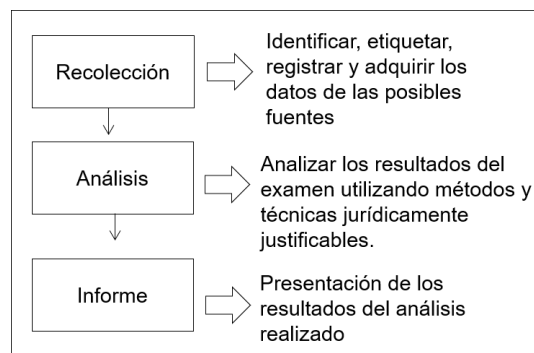 Recolección
Identificar, etiquetar,
registrar y adquirir los
datos de las posibles
fuentes
Análisis
Analizar los resultados del
examen utilizando métodos y
técnicas jurídicamente
justificables.
Informe
Presentación de los
resultados del análisis
realizado